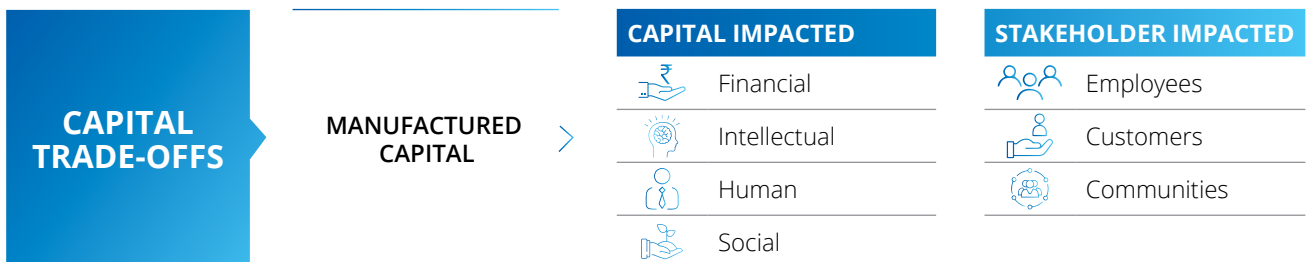 CAPITAL
TRADE-OFFS
MANUFACTURED
CAPITAL
CAPITAL IMPACTED
₹
Financial
Intellectual
Human
Social
STAKEHOLDER IMPACTED
Employees
Customers
Communities